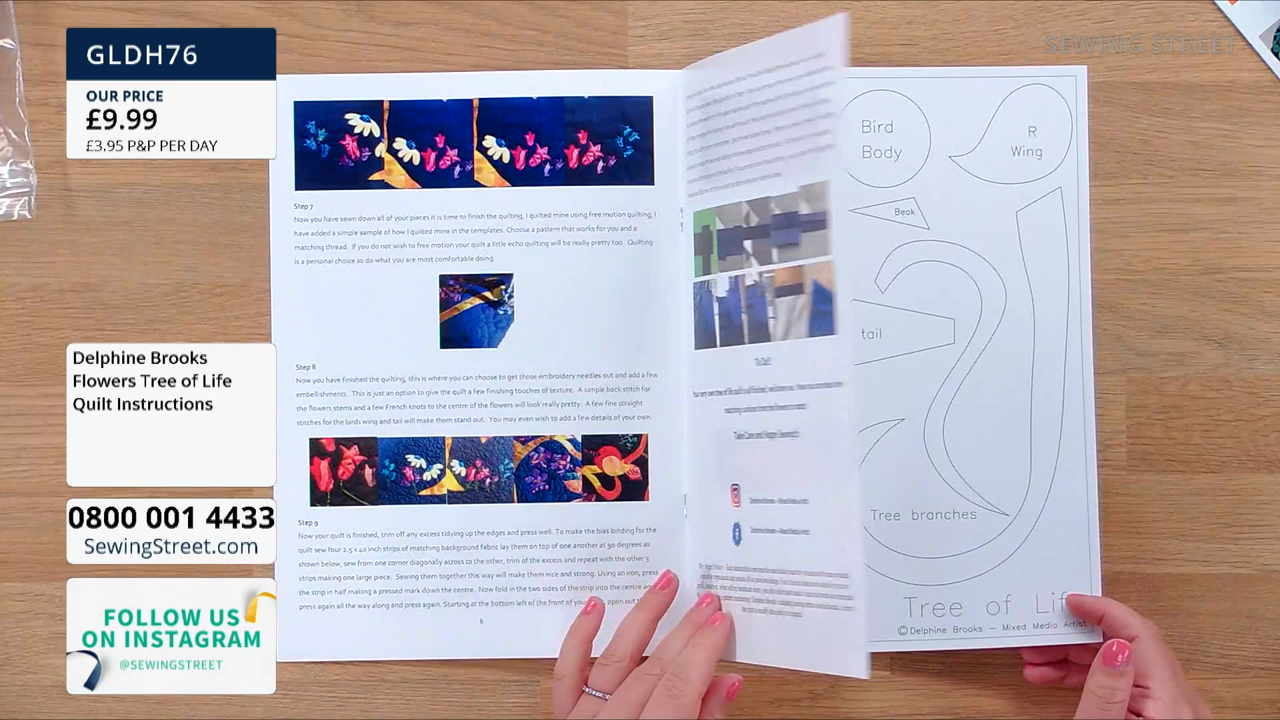 GLDH76
OUR PRICE
£9.99
£3.95 P&P PER DAY
Delphine Brooks
Flowers Tree of Life
Quilt Instructions
0800 001 4433
SewingStreet.com
FOLLOW US
ON INSTAGRAM
@SEWINGSTREET
SEWING STREET
Step 7
Now you have sewn down all of your pieces it is time to finish the quilting, I quilted mine using free motion quilting, I
have added a simple sample of how I quilted mine in the templates. Choose a pattern that works for you and a
matching thread. If you do not wish to free motion your quilt a little echo quilting will be really pretty too. Quilting
is a personal choice so do what you are most comfortable doing.
Step 8
Now you have finished the quilting, this is where you can choose to get those embroidery needles out and add a few
embellishments. This is just an option to give the quilt a few finishing touches of texture. A simple back stitch for
the flowers stems and a few French knots to the centre of the flowers will look really pretty. A few fine straight
stitches for the birds wing and tail will make them stand out. You may even wish to add a few details of your own.
Step 9
Now your quilt is finished, trim off any excess tidying up the edges and press well. To make the bias binding for the
quilt sew four 2.5 x 40 inch strips of matching background fabric lay them on top of one another at 90 degrees as
shown below, sew from one corner diagonally across to the other, trim of the excess and repeat with the other 3
strips making one large piece. Sewing them together this way will make them nice and strong. Using an iron, press
the strip in half making a pressed mark down the centre. Now fold in the two sides of the strip into the centre
press again all the way along and press again. Starting at the bottom left of the front of open out
6
Bird
Body
R
Wing
Beak
tail
Tree branches
Tree of Lif
©Delphine Brooks – Mixed Media Artist